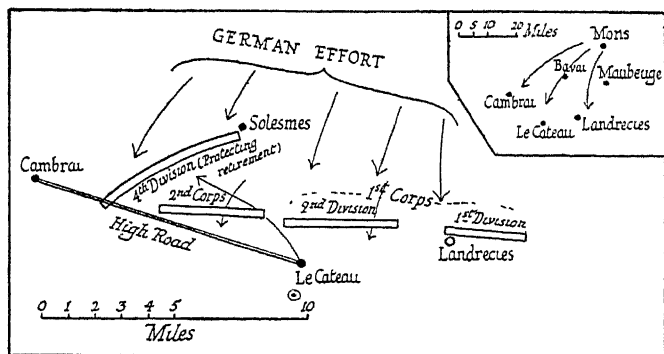 GERMAN EFFORT
Solesmes
Cambrai
4th Division (Protecting
retirement)
2nd Corps
1st Corps
2nd Division
1st Division
High Road
Landrecies
Le Cateau
0 1 2 3 4 5 10
Miles
0 5 10 20 Miles
Mons
Bavai
Maubeuge
Cambrai
Le Cateau
Landrecies